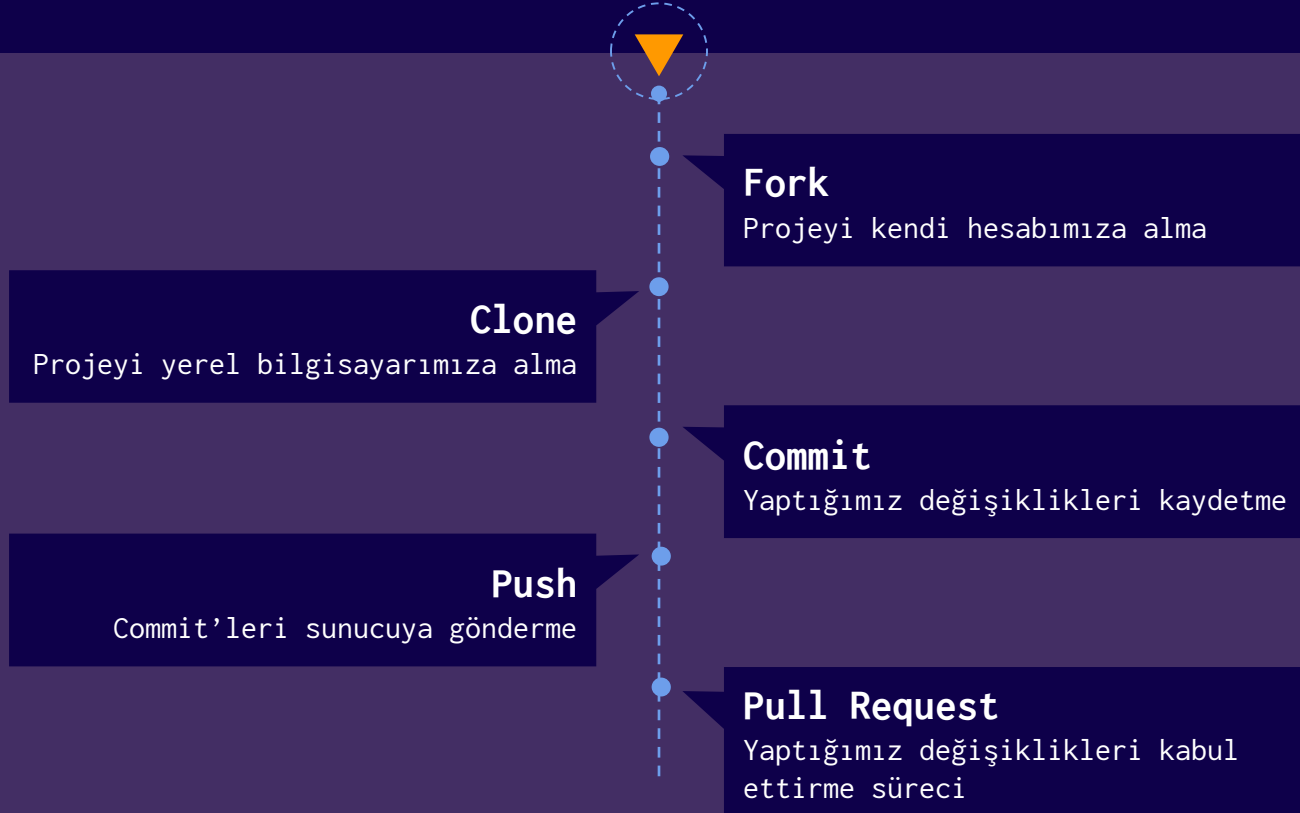 Fork
Projeyi kendi hesabımıza alma
Clone
Projeyi yerel bilgisayarımıza alma
Commit
Yaptığımız değişiklikleri kaydetme
Push
Commit’leri sunucuya gönderme
Pull Request
Yaptığımız değişiklikleri kabul
ettirme süreci